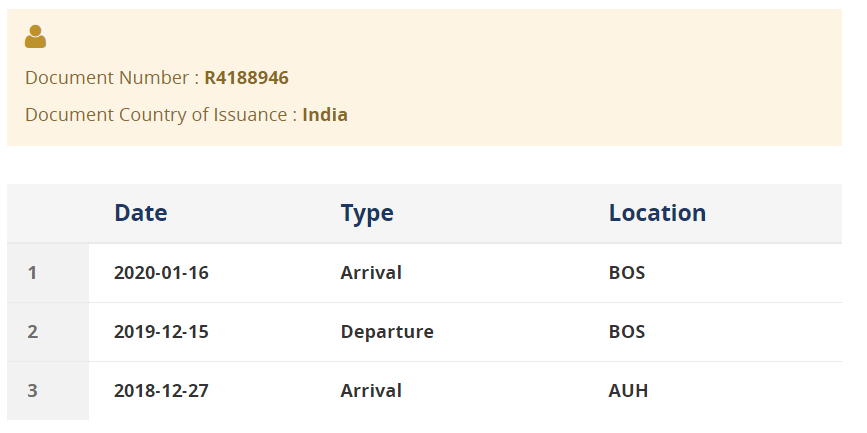 Document Number : R4188946
Document Country of Issuance : India
Date Type Location
1 2020-01-16 Arrival BOS
2 2019-12-15 Departure BOS
3 2018-12-27 Arrival AUH